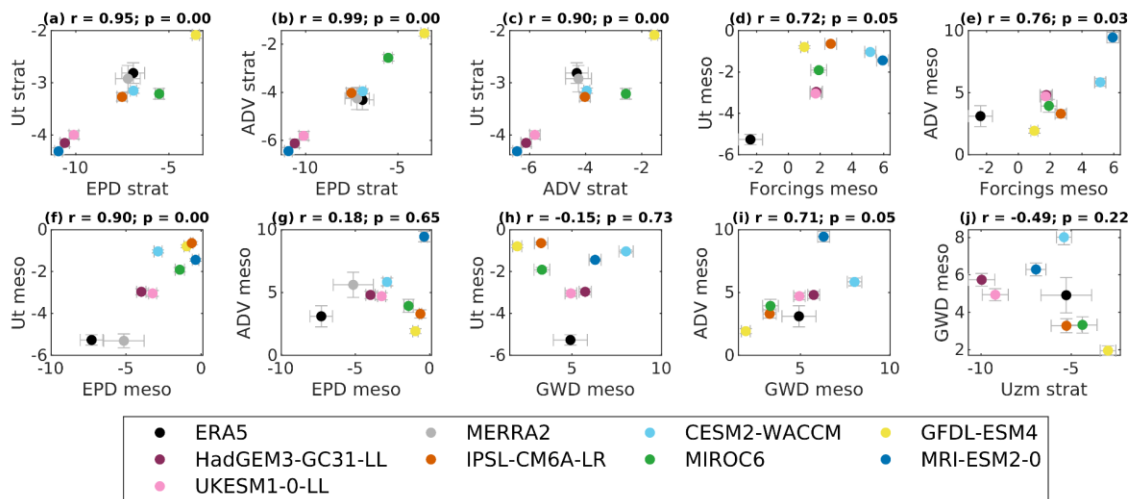 (a) r = 0.95; p = 0.00
(b) r = 0.99; p = 0.00
(c) r = 0.90; p = 0.00
(d) r = 0.72; p = 0.05
(e) r = 0.76; p = 0.03
-2
-3
-4
Ut strat
-10
-5
EPD strat
-2
-4
-6
ADV strat
-10
-5
EPD strat
-2
-3
-4
Ut strat
-6
-4
-2
ADV strat
0
-2
-4
-6
Ut meso
-2
0
2
4
6
Forcings meso
10
5
0
ADV meso
-2
0
2
4
6
Forcings meso
(f) r = 0.90; p = 0.00
(g) r = 0.18; p = 0.65
(h) r = -0.15; p = 0.73
(i) r = 0.71; p = 0.05
(j) r = -0.49; p = 0.22
0
-2
-4
-6
Ut meso
-10
-5
0
EPD meso
10
5
0
ADV meso
-10
-5
0
EPD meso
0
-2
-4
-6
Ut meso
0
5
10
GWD meso
10
5
0
ADV meso
0
5
10
GWD meso
8
6
4
2
GWD meso
-10
-5
Uzm strat
ERA5
MERRA2
CESM2-WACCM
GFDL-ESM4
HadGEM3-GC31-LL
IPSL-CM6A-LR
MIROC6
MRI-ESM2-0
UKESM1-0-LL